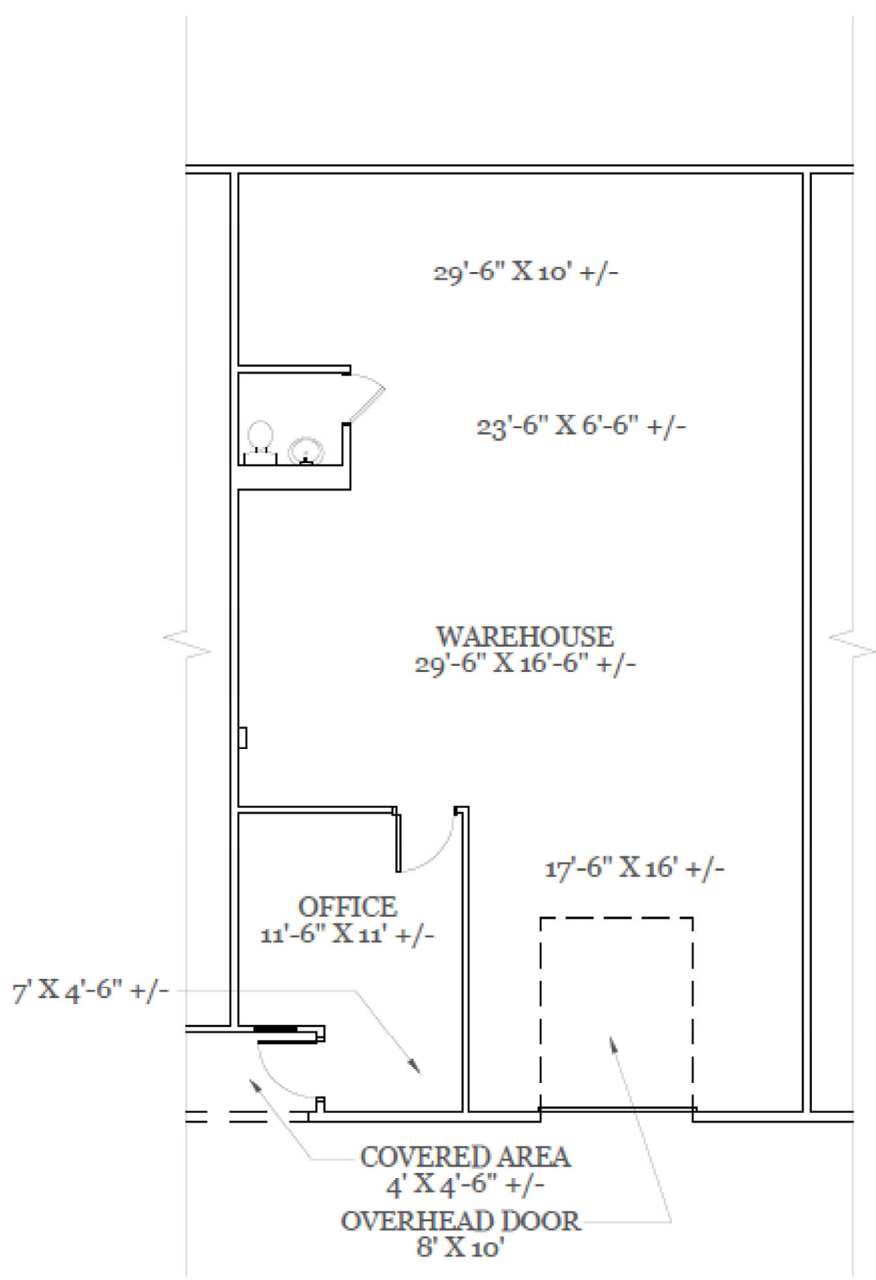 29'-6" X 10' +/-
23'-6" X 6'-6" +/-
WAREHOUSE
29'-6" X 16'-6" +/-
17'-6" X 16' +/-
OFFICE
11'-6" X 11' +/-
7' X 4'-6" +/-
COVERED AREA
4' X 4'-6" +/-
OVERHEAD DOOR
8' X 10'